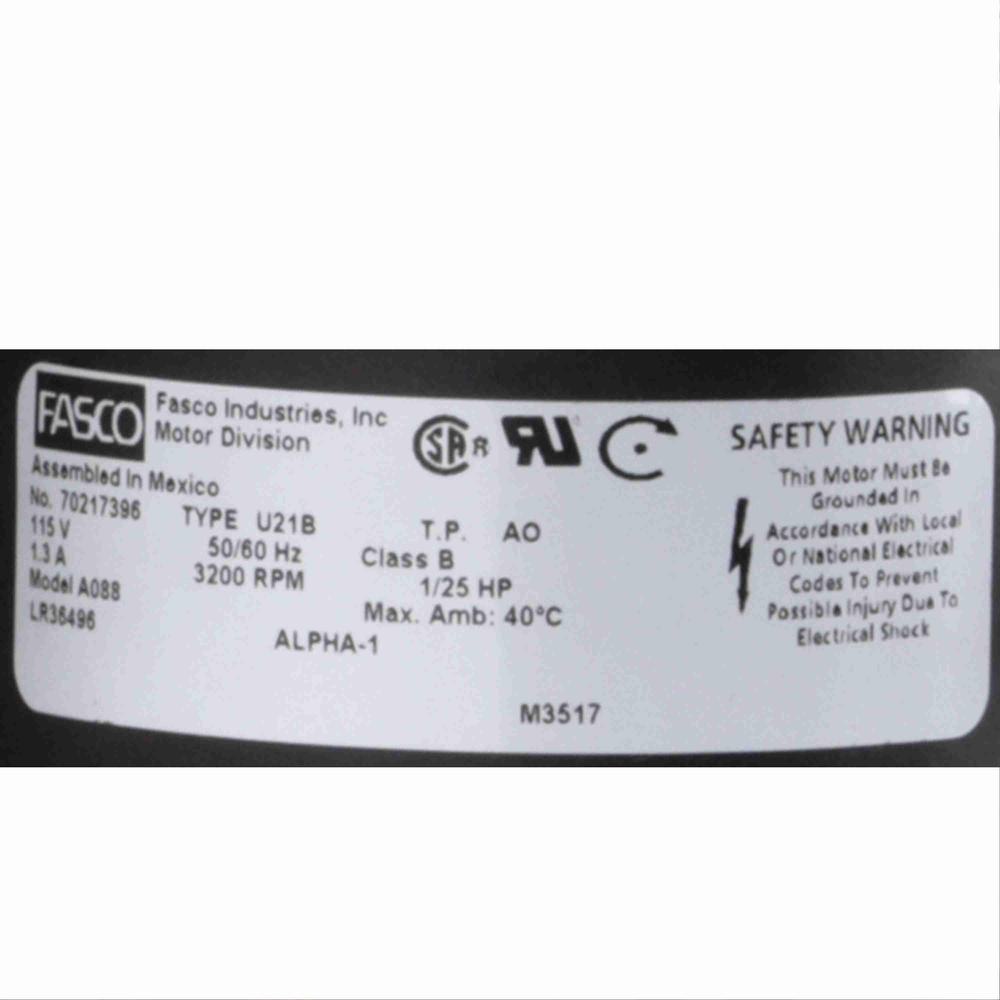 FASCO
Fasco Industries, Inc
Motor Division
Assembled In Mexico
No. 70217396
115 V
1.3 A
Model A088
LR36496
TYPE U21B
50/60 Hz
3200 RPM
ALPHA-1
T.P. AO
Class B
1/25 HP
Max. Amb: 40°C
M3517
SAFETY WARNING
This Motor Must Be
Grounded In
Accordance With Local
Or National Electrical
Codes To Prevent
Possible Injury Due To
Electrical Shock